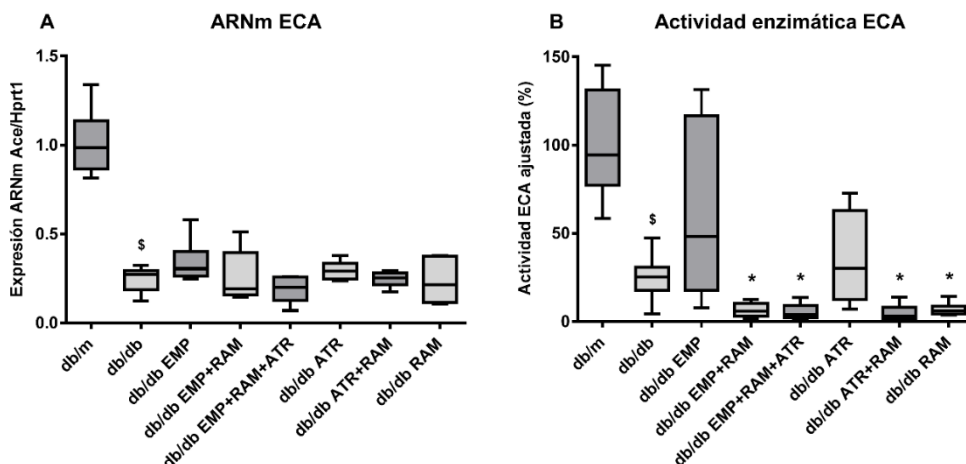 A
ARNm ECA
Expresión ARNm Ace/Hprt1
1.5
1.0
0.5
0.0
$
db/m
db/db
db/db EMP
db/db EMP+RAM
db/db EMP+RAM+ATR
db/db ATR
db/db ATR+RAM
db/db RAM
B
Actividad enzimática ECA
Actividad ECA ajustada (%)
150
100
50
0
$
*
*
*
*
db/m
db/db
db/db EMP
db/db EMP+RAM
db/db EMP+RAM+ATR
db/db ATR
db/db ATR+RAM
db/db RAM